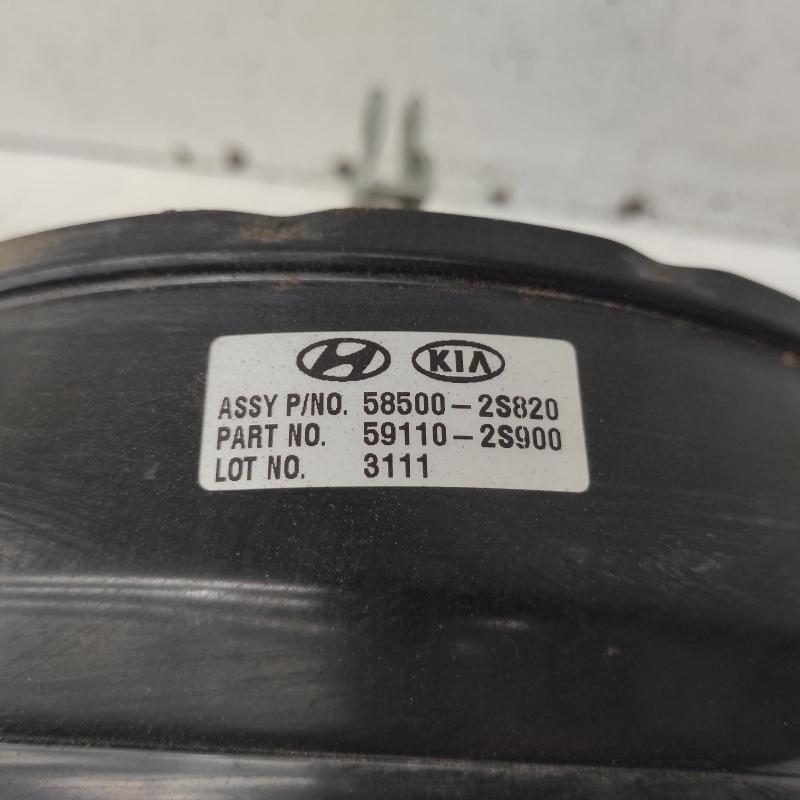 KIA
ASSY P/NO. 58500-2S820
PART NO. 59110-2S900
LOT NO. 3111